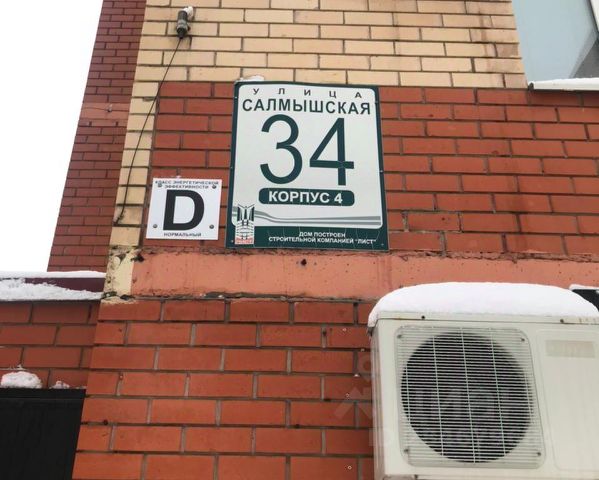 УЛИЦА
САЛМЫШСКАЯ
34
КОРПУС 4
ДОМ ПОСТРОЕН
СТРОИТЕЛЬНОЙ КОМПАНИЕЙ "ЛИСТ"
КЛАСС ЭНЕРГЕТИЧЕСКОЙ
ЭФФЕКТИВНОСТИ
D
НОРМАЛЬНЫЙ